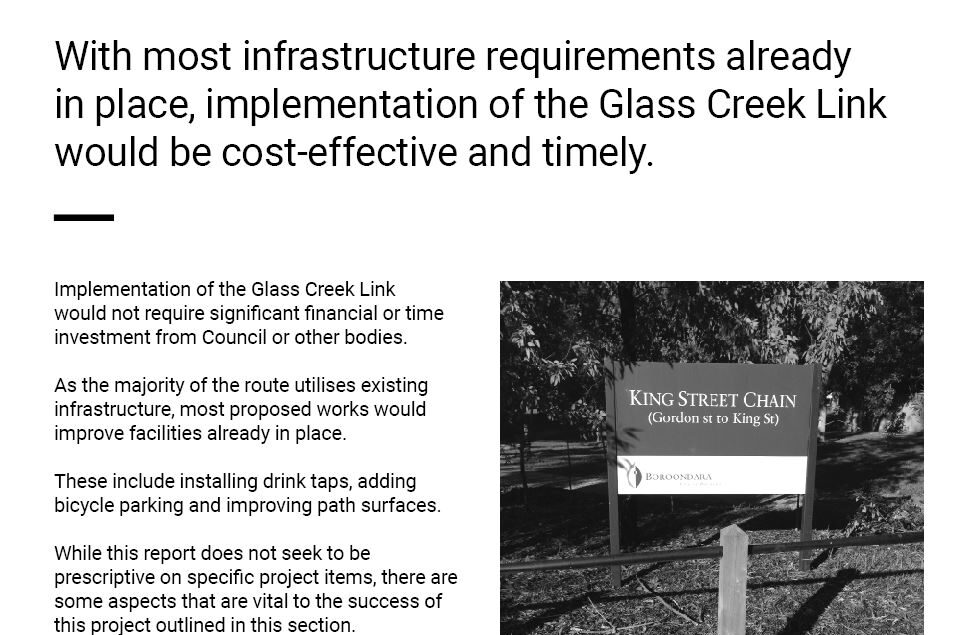 With most infrastructure requirements already
in place, implementation of the Glass Creek Link
would be cost-effective and timely.
Implementation of the Glass Creek Link
would not require significant financial or time
investment from Council or other bodies.
As the majority of the route utilises existing
infrastructure, most proposed works would
improve facilities already in place.
These include installing drink taps, adding
bicycle parking and improving path surfaces.
While this report does not seek to be
prescriptive on specific project items, there are
some aspects that are vital to the success of
this project outlined in this section.
KING STREET CHAIN
(Gordon st to King St)
BOROONDARA